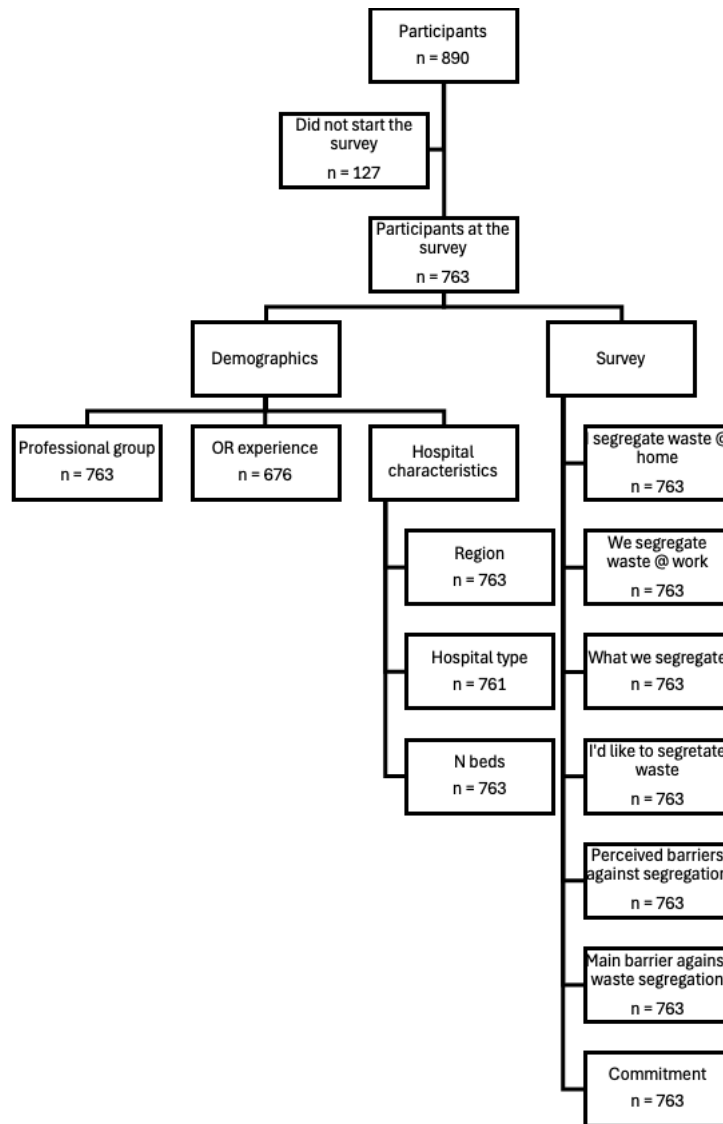 Participants
n = 890
Did not start the
survey
n = 127
Participants at the
survey
n = 763
Demographics
Survey
Professional group
n = 763
OR experience
n = 676
Hospital
characteristics
Region
n = 763
Hospital type
n = 761
N beds
n = 763
I segregate waste @
home
n = 763
We segregate
waste @ work
n = 763
What we segregate
n = 763
I'd like to segretate
waste
n = 763
Perceived barriers
against segregation
n = 763
Main barrier against
waste segregation
n = 763
Commitment
n = 763